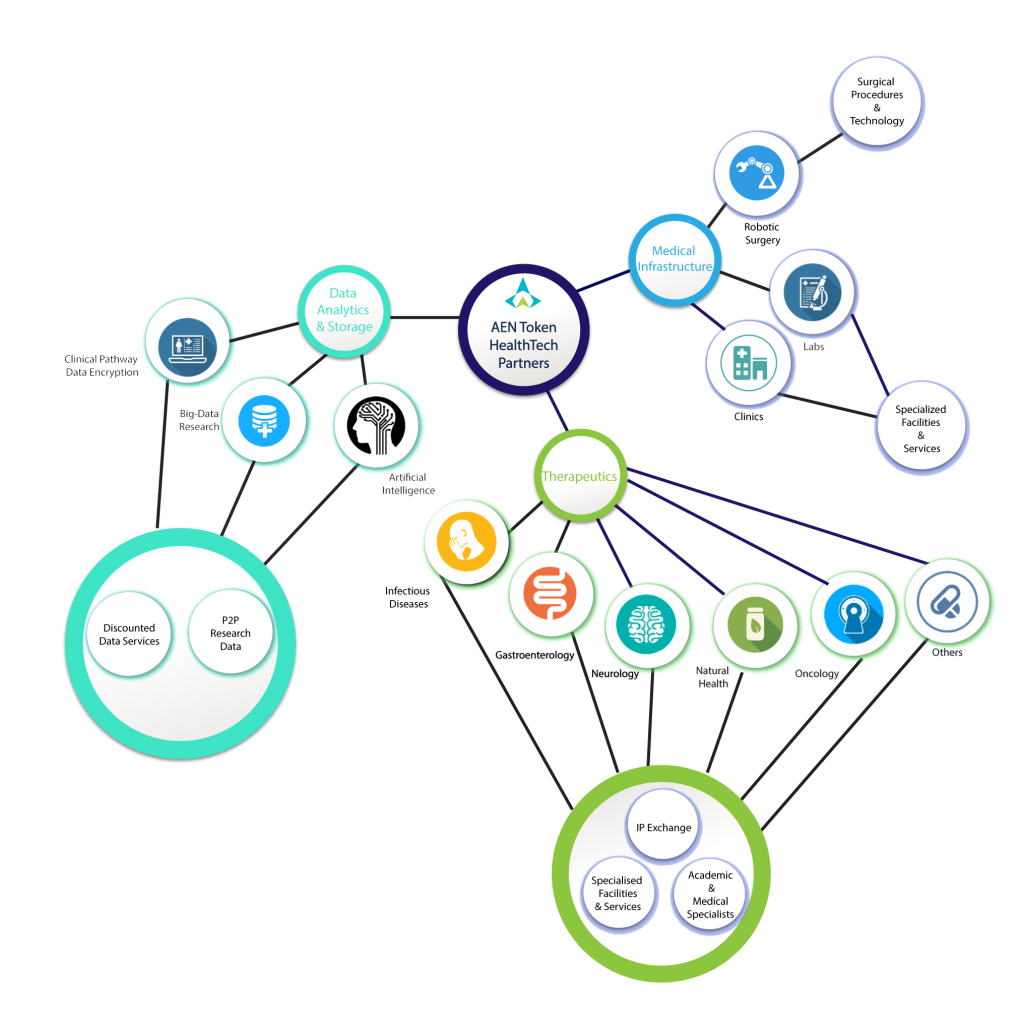 Surgical
Procedures
&
Technology
Robotic
Surgery
Medical
Infrastructure
Labs
Clinics
Specialized
Facilities
&
Services
AEN Token
HealthTech
Partners
Data
Analytics
& Storage
Clinical Pathway
Data Encryption
Big-Data
Research
Artificial
Intelligence
Discounted
Data Services
P2P
Research
Data
Therapeutics
Infectious
Diseases
Gastroenterology
Neurology
Natural
Health
Oncology
Others
IP Exchange
Specialised
Facilities
& Services
Academic
&
Medical
Specialists